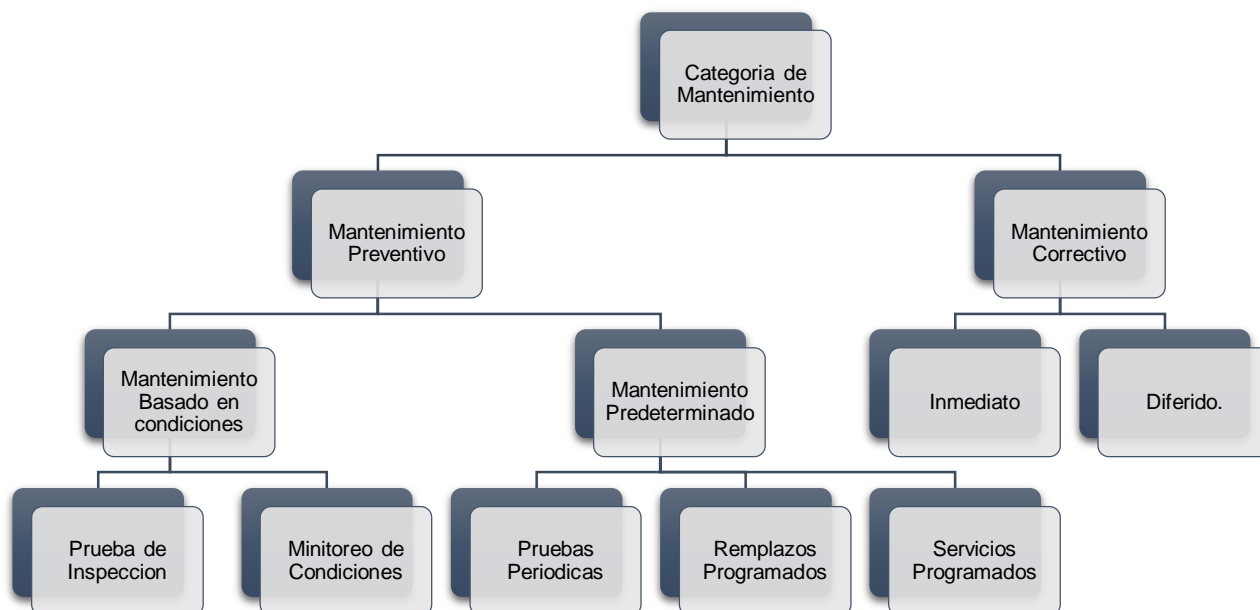 Categoria de
Mantenimiento
Mantenimiento
Preventivo
Mantenimiento
Correctivo
Mantenimiento
Basado en
condiciones
Mantenimiento
Predeterminado
Inmediato
Diferido.
Prueba de
Inspeccion
Minitoreo de
Condiciones
Pruebas
Periodicas
Remplazos
Programados
Servicios
Programados